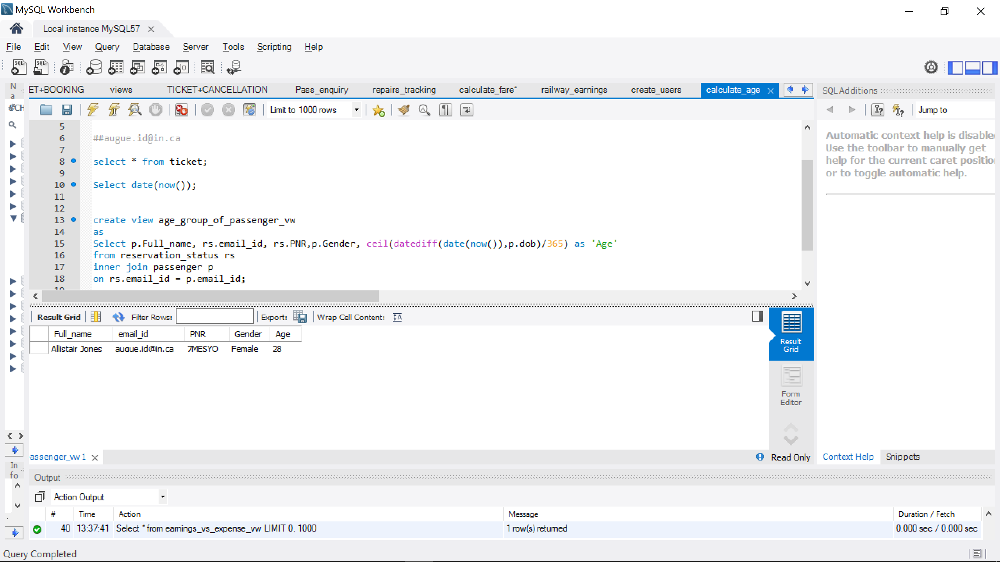 MySQL Workbench
Local instance MySQL57
File Edit View Query Database Server Tools Scripting Help
Na
ET+BOOKING views TICKET+CANCELLATION Pass_enquiry repairs_tracking calculate_fare* railway_earnings create_users calculate_age
SQLAdditions
Limit to 1000 rows
Jump to
5
6 ##augue.id@in.ca
7
8 select * from ticket;
9
10 Select date(now());
11
12
13 create view age_group_of_passenger_vw
14 as
15 Select p.Full_name, rs.email_id, rs.PNR,p.Gender, ceil(datediff(date(now()),p.dob)/365) as 'Age'
16 from reservation_status rs
17 inner join passenger p
18 on rs.email_id = p.email_id;
19
Automatic context help is disabled
Use the toolbar to manually get
help for the current caret position
or to toggle automatic help.
Result Grid Filter Rows: Export: Wrap Cell Content:
Full_name email_id PNR Gender Age
Allistair Jones augue.id@in.ca 7MESYO Female 28
Result
Grid
Form
Editor
assenger_vw 1
Read Only
Context Help Snippets
In
fo
Output
Action Output
# Time Action Message Duration / Fetch
40 13:37:41 Select * from earnings_vs_expense_vw LIMIT 0, 1000 1 row(s) returned 0.000 sec / 0.000 sec
Query Completed